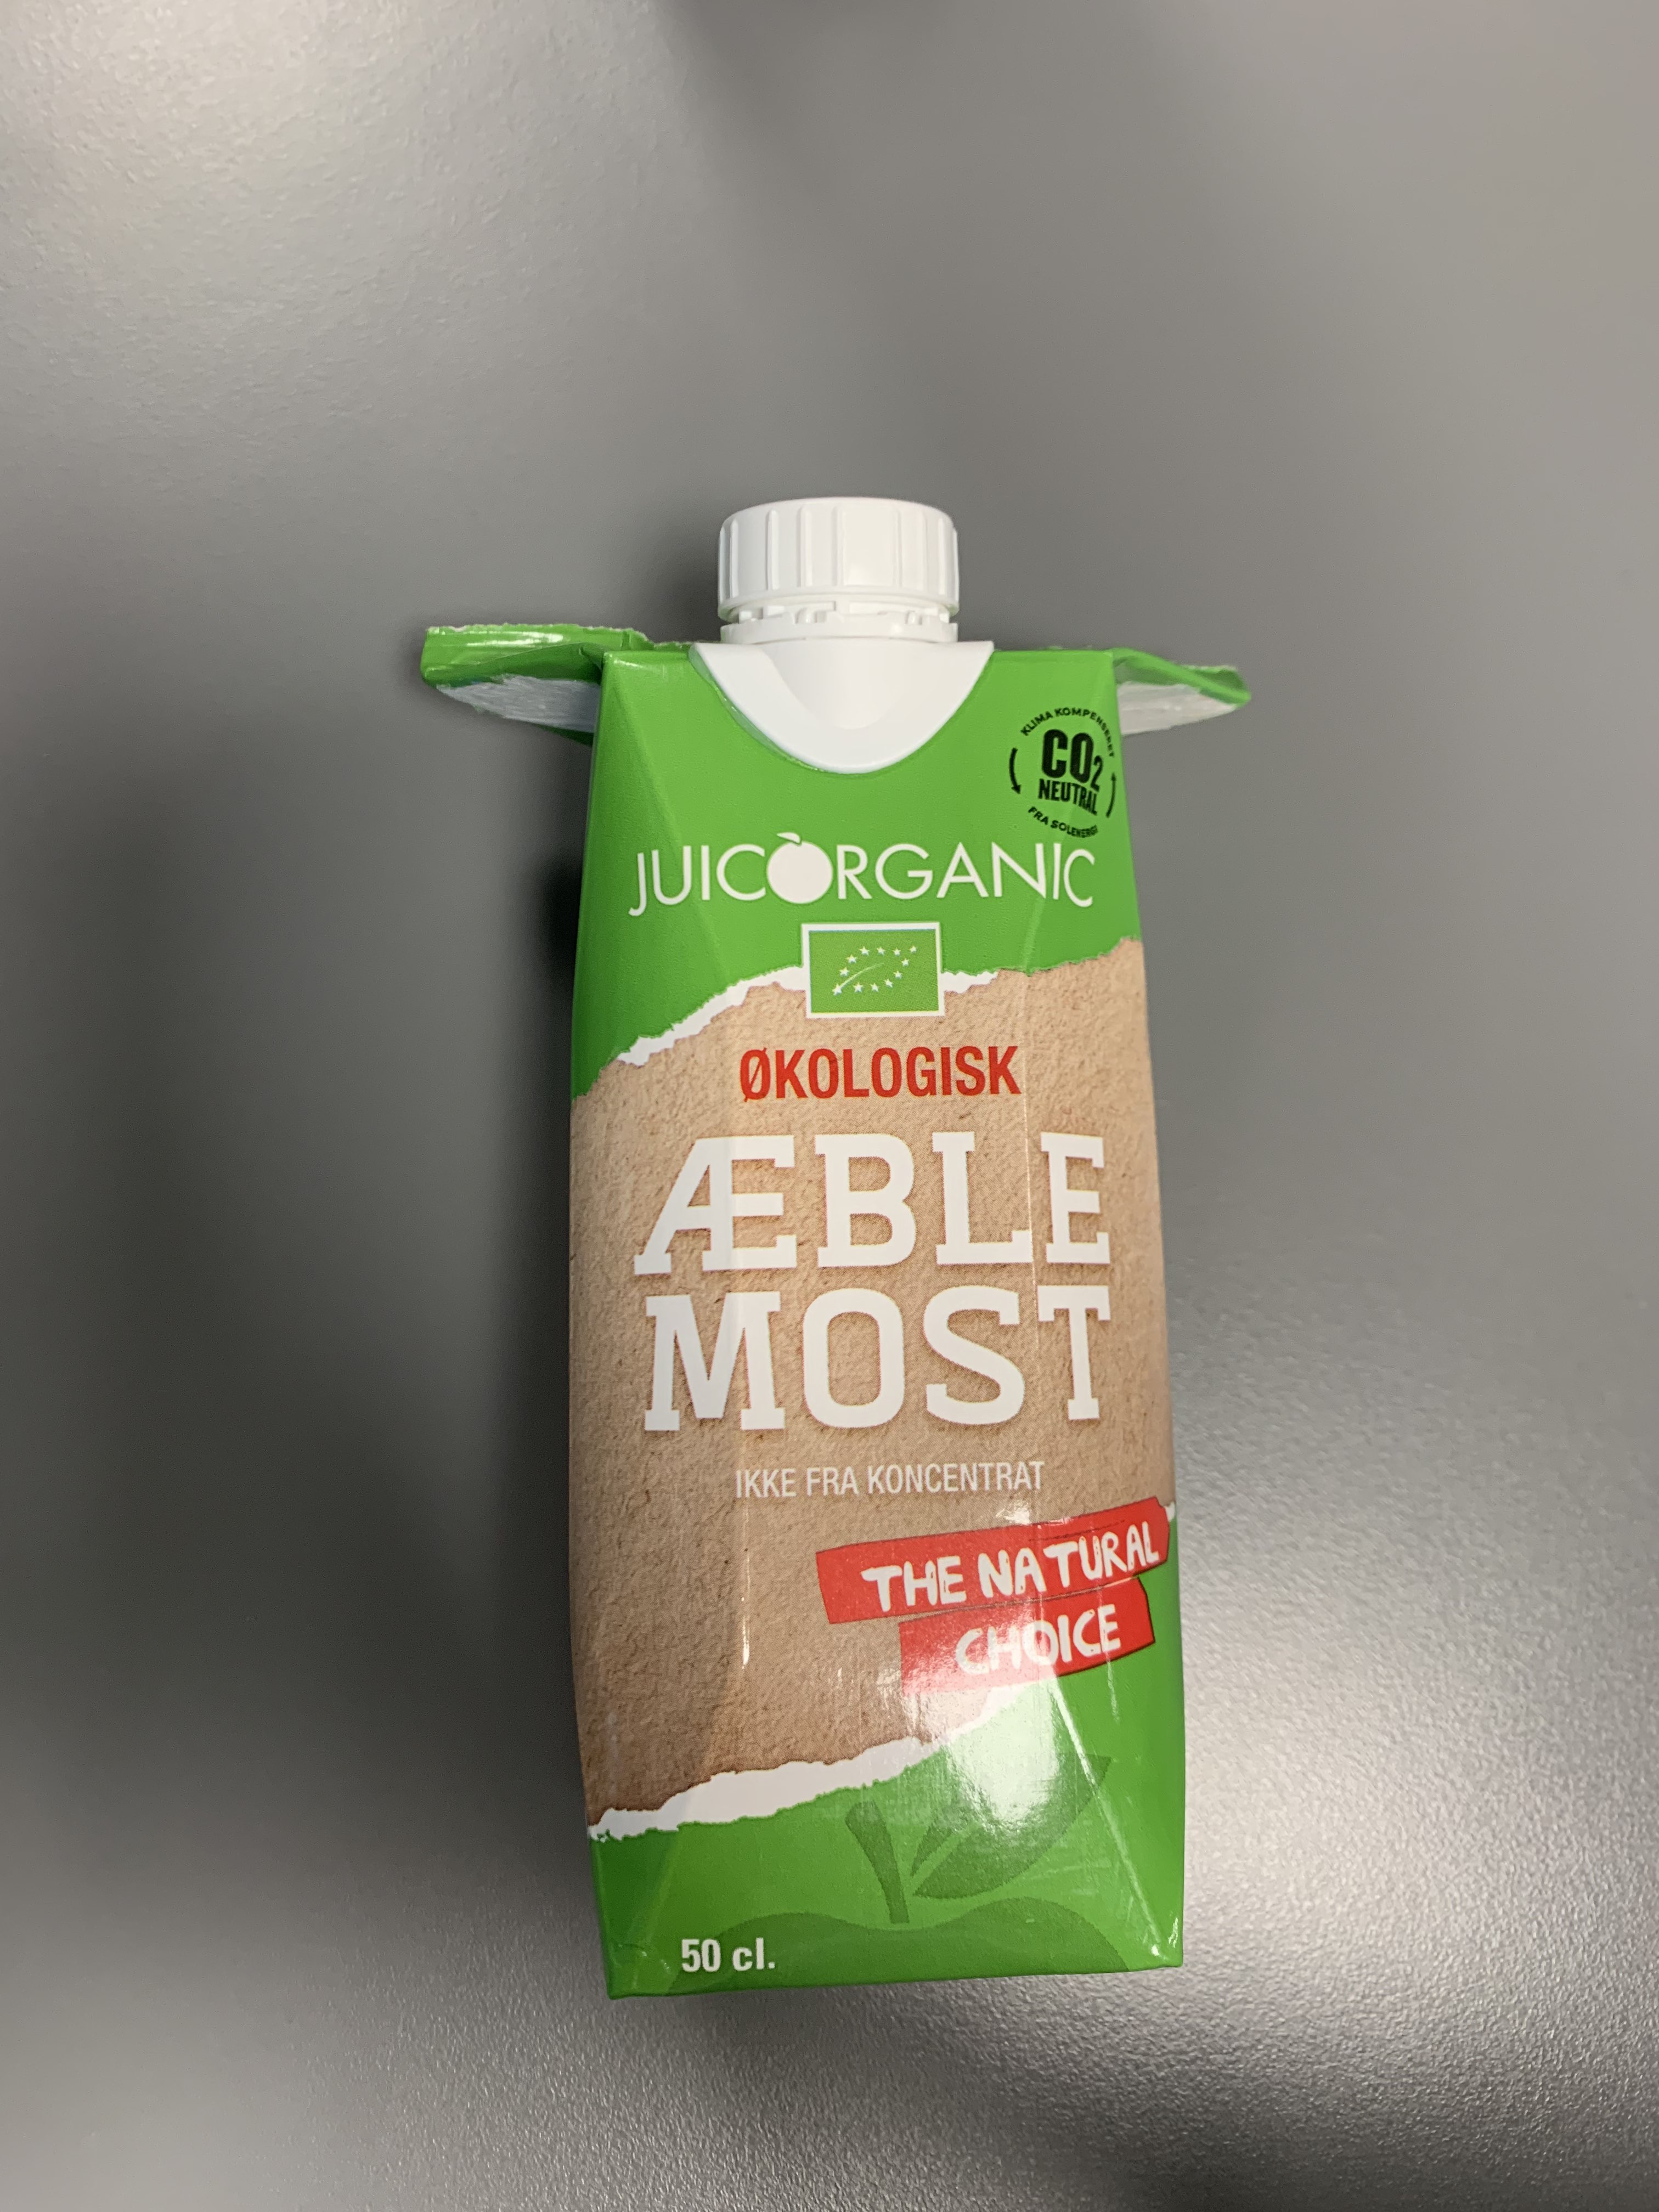 KLIMA KOMPENSERET
CO2
NEUTRAL
FRA SOLENERGI
JUICORGANIC
ØKOLOGISK
ÆBLE
MOST
IKKE FRA KONCENTRAT
THE NATURAL
CHOICE
50 cl.